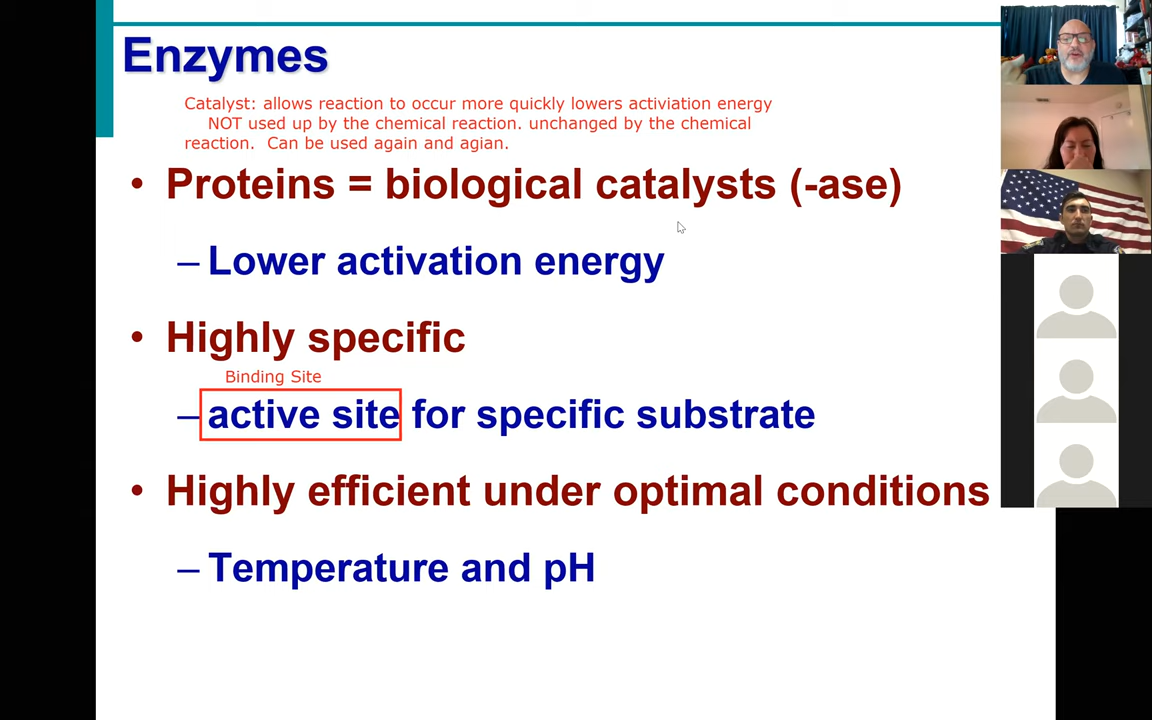 Enzymes
Catalyst: allows reaction to occur more quickly lowers activiation energy
NOT used up by the chemical reaction. unchanged by the chemical
reaction. Can be used again and agian.
• Proteins = biological catalysts (-ase)
– Lower activation energy
• Highly specific
Binding Site
– active site for specific substrate
• Highly efficient under optimal conditions
– Temperature and pH